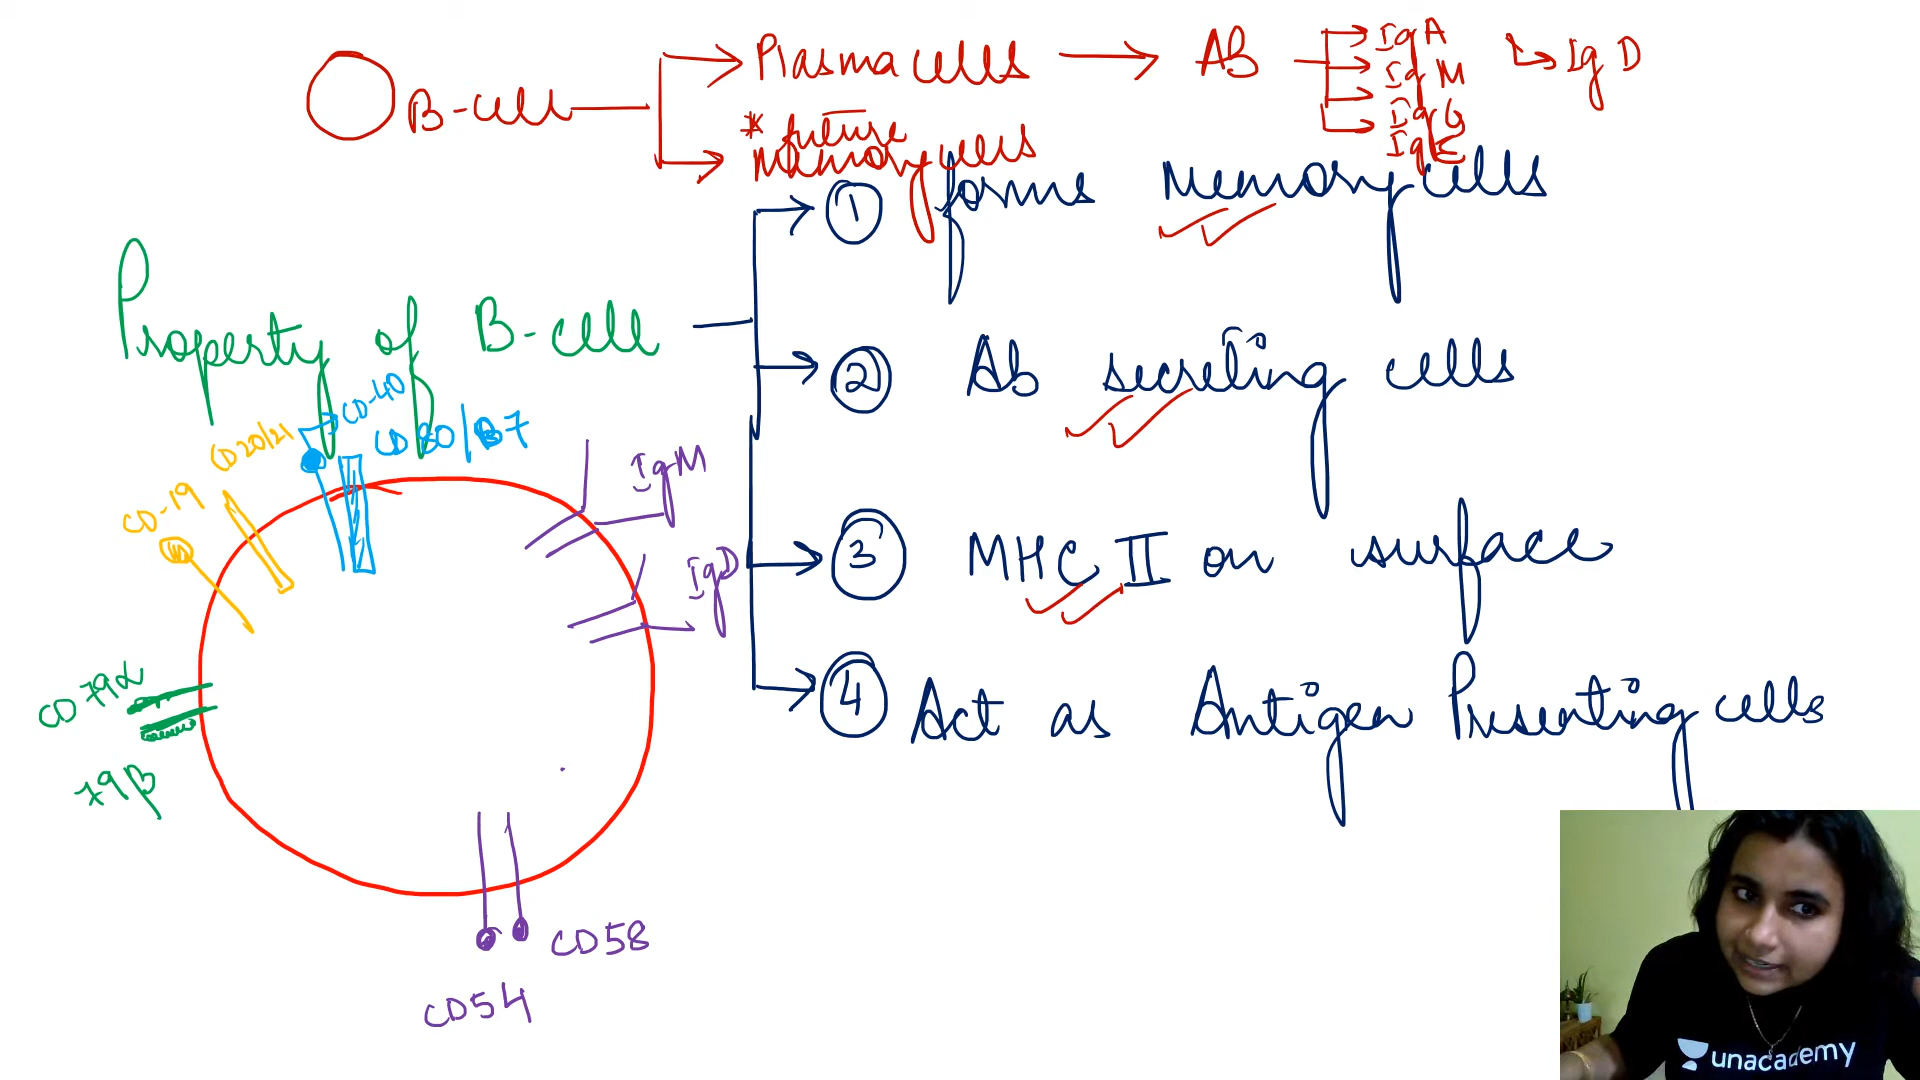 B-cell
Plasma cells
AB
IgA
IgM
IgG
IgE
IgD
* future
Memory cells
Property of B-cell
1 forms Memory cells
2 Ab secreting cells
3 MHC II on surface
4 Act as Antigen Presenting cells
CD-40
CD80/B7
CD20/21
CD-19
IgM
IgD
CD79α
79β
CD58
CD54
unacademy